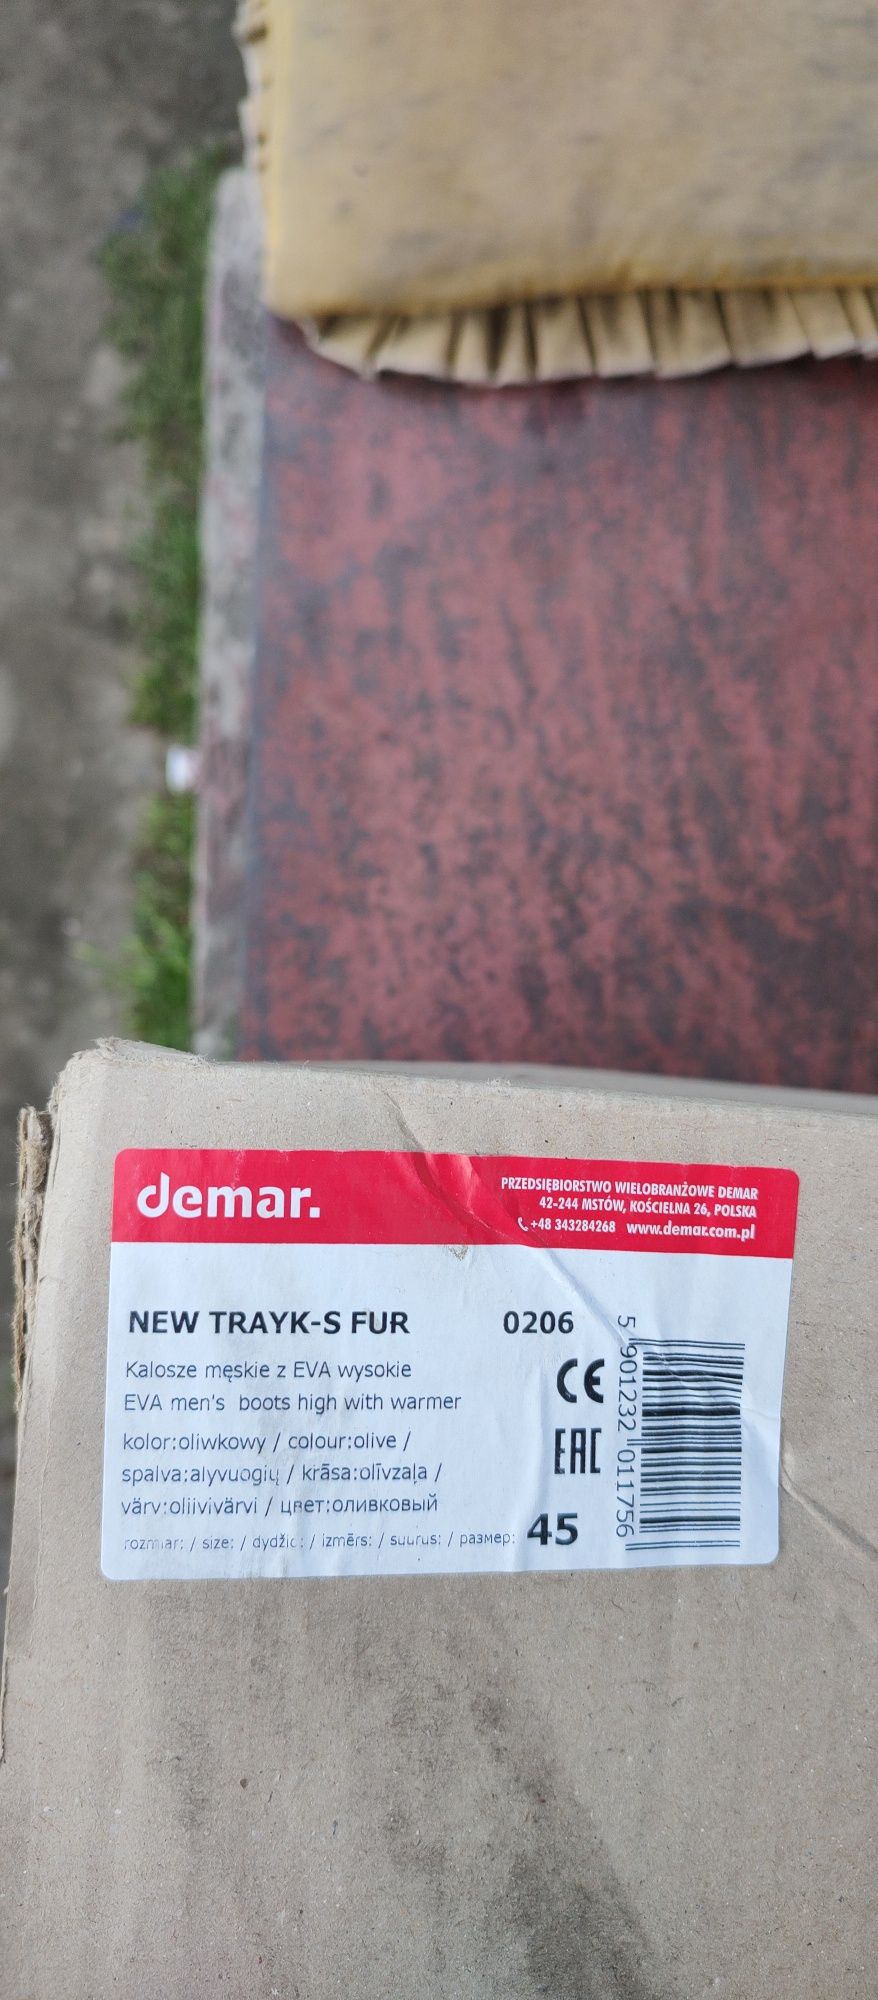 demar.
PRZEDSIĘBIORSTWO WIELOBRANŻOWE DEMAR
42-244 MSTÓW, KOŚCIELNA 26, POLSKA
+48 343284268 www.demar.com.pl
NEW TRAYK-S FUR 0206
Kalosze męskie z EVA wysokie
EVA men's boots high with warmer
kolor:oliwkowy / colour:olive /
spalva:alyvuogių / krāsa:olīvzaļa /
värv:oliivivärvi / цвет:оливковый
rozmiar: / size: / / izmērs: / suurus: / размер: 45
CE
EAC
5 901232 011756